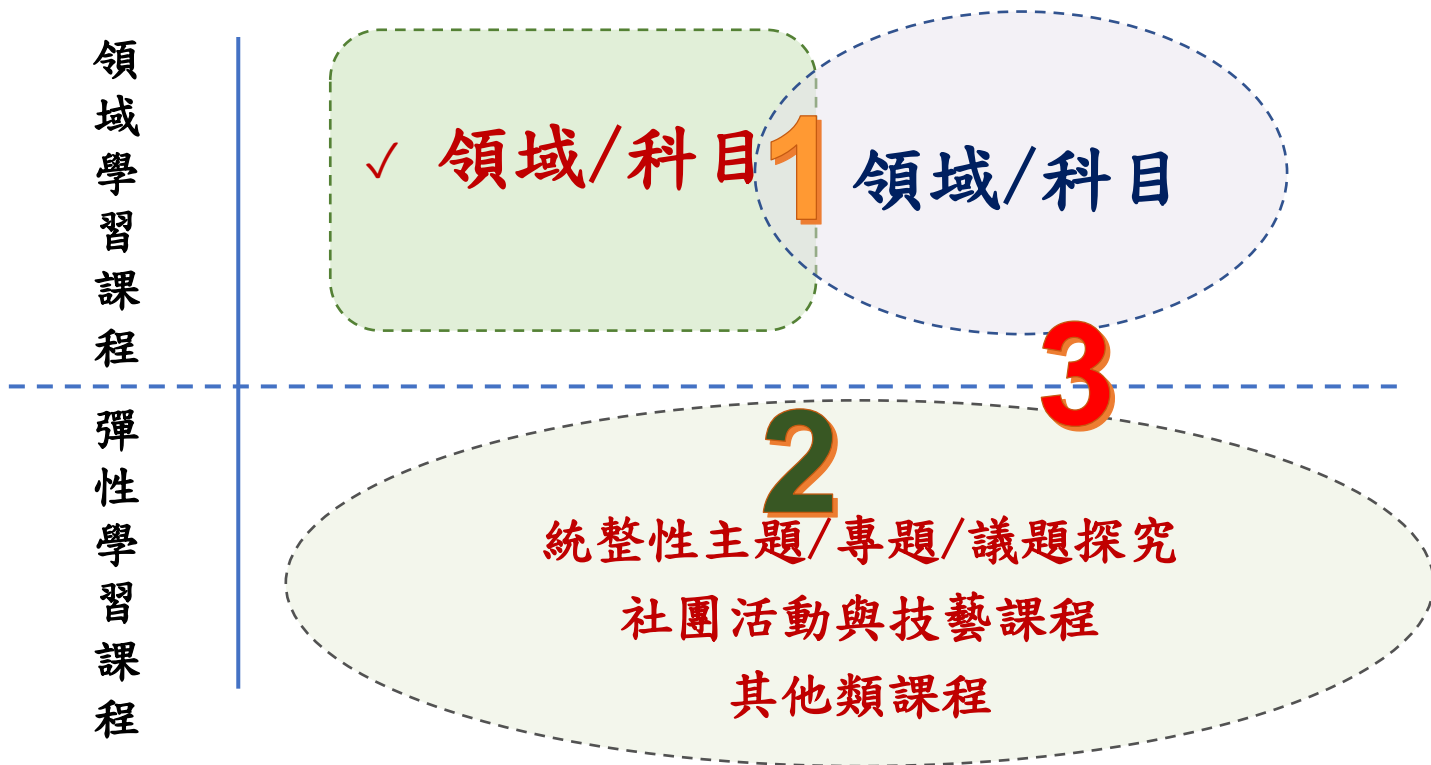 領域學習課程
✓ 領域/科目
1
領域/科目
3
彈性學習課程
2
統整性主題/專題/議題探究
社團活動與技藝課程
其他類課程